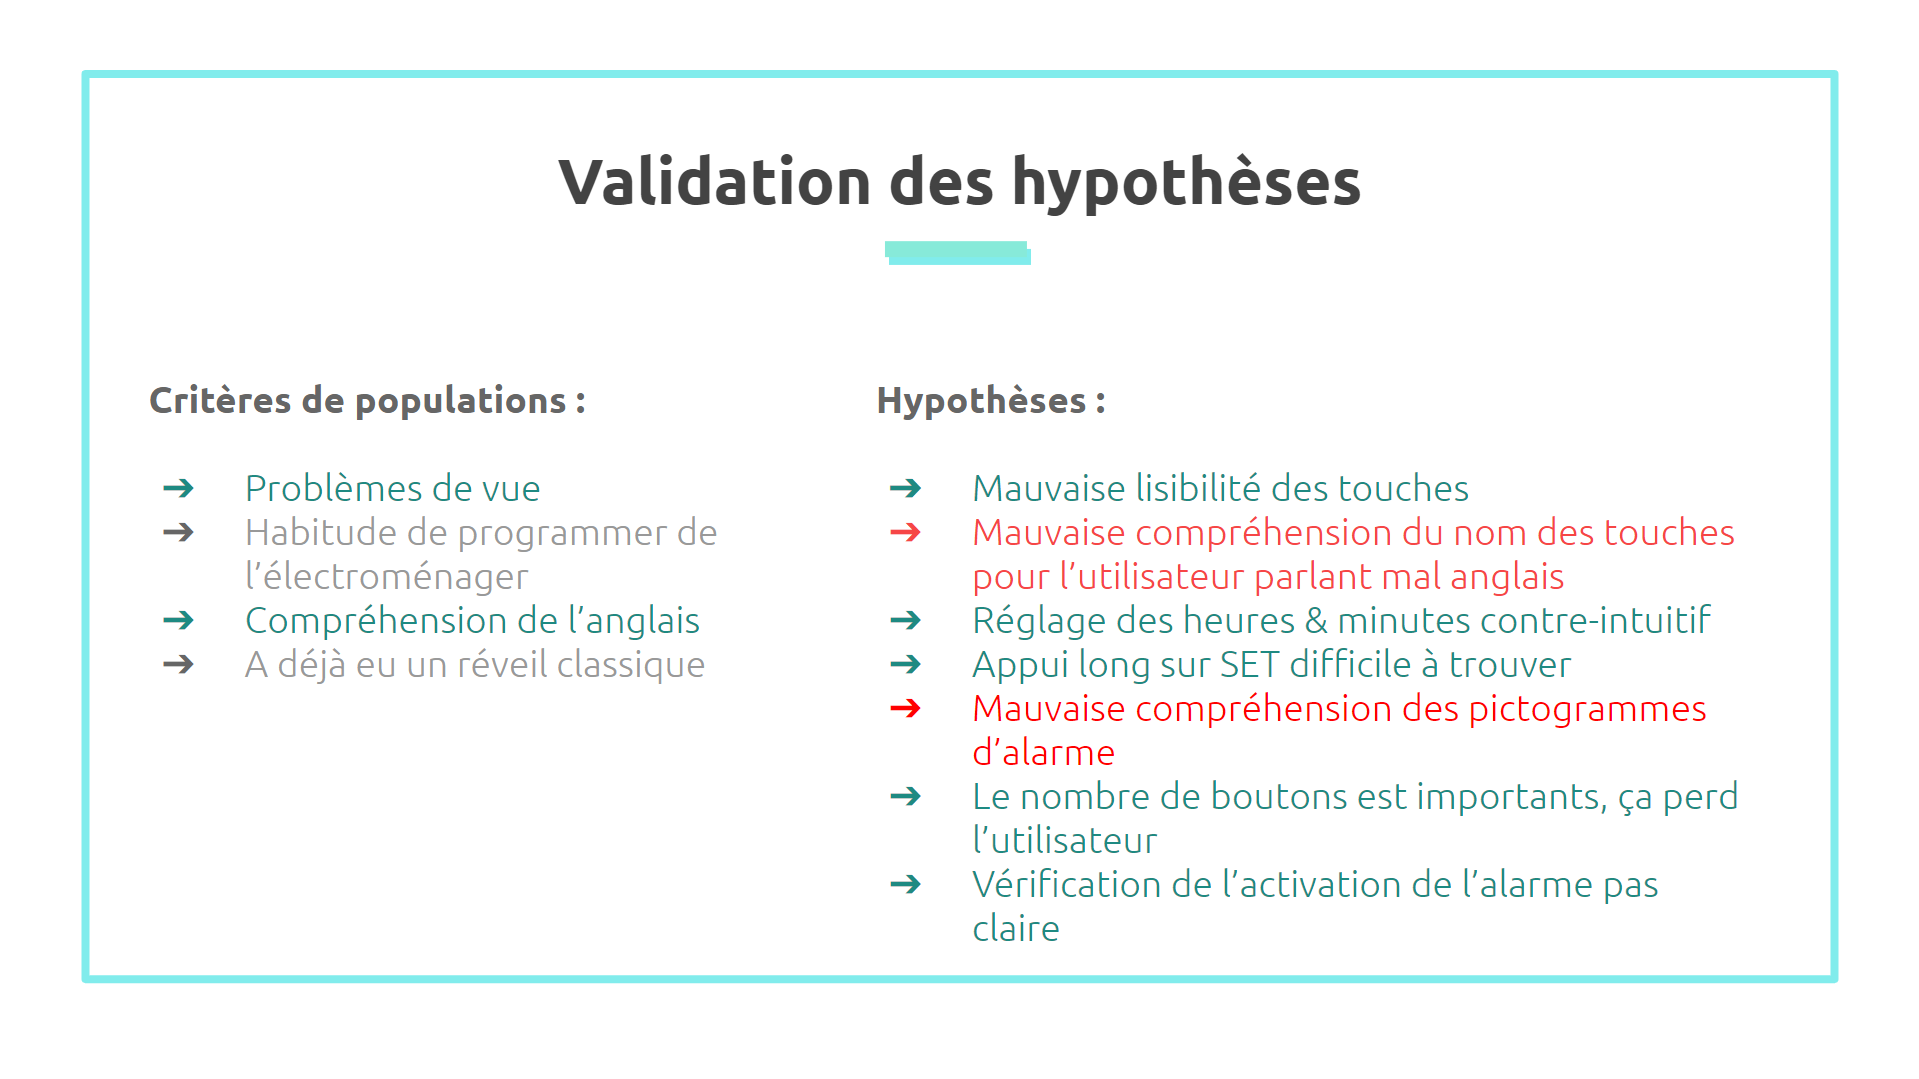 Validation des hypothèses
Critères de populations :
➔ Problèmes de vue
➔ Habitude de programmer de
l’électroménager
➔ Compréhension de l’anglais
➔ A déjà eu un réveil classique
Hypothèses :
➔ Mauvaise lisibilité des touches
➔ Mauvaise compréhension du nom des touches
pour l’utilisateur parlant mal anglais
➔ Réglage des heures & minutes contre-intuitif
➔ Appui long sur SET difficile à trouver
➔ Mauvaise compréhension des pictogrammes
d’alarme
➔ Le nombre de boutons est importants, ça perd
l’utilisateur
➔ Vérification de l’activation de l’alarme pas
claire